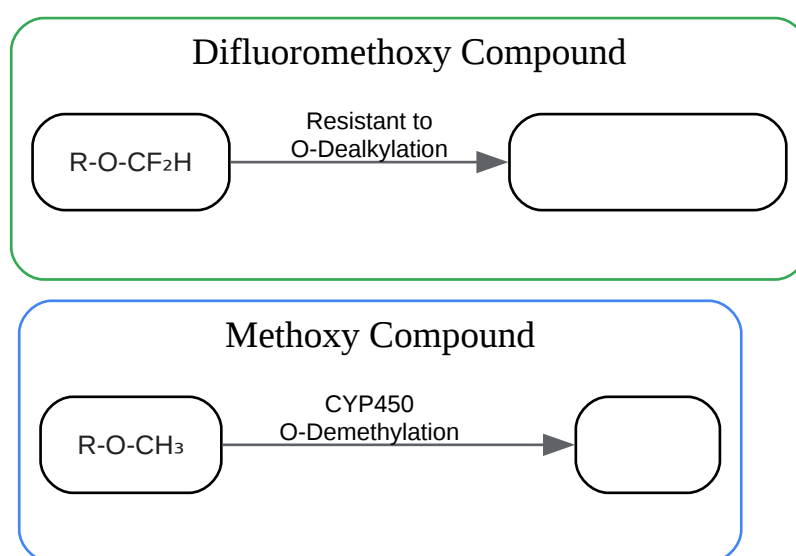 Difluoromethoxy Compound
Resistant to
O-Dealkylation
R-O-CF₂H
Methoxy Compound
CYP450
O-Demethylation
R-O-CH₃